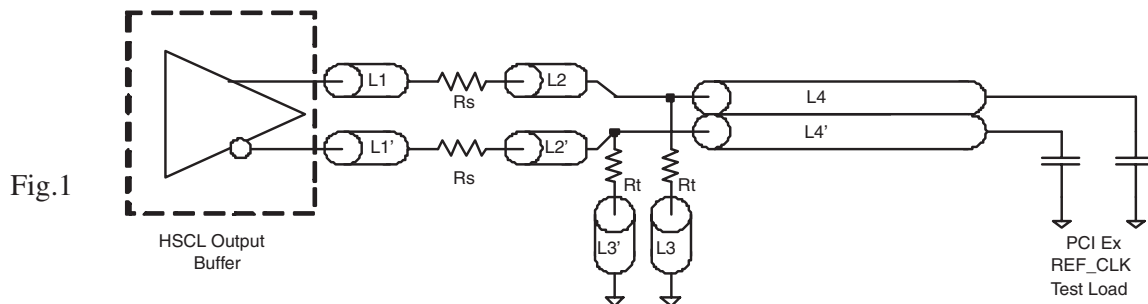 L1
Rs
L2
L4
L1'
Rs
L2'
L4'
Fig.1
Rt
Rt
L3'
L3
HSCL Output
Buffer
PCI Ex
REF_CLK
Test Load